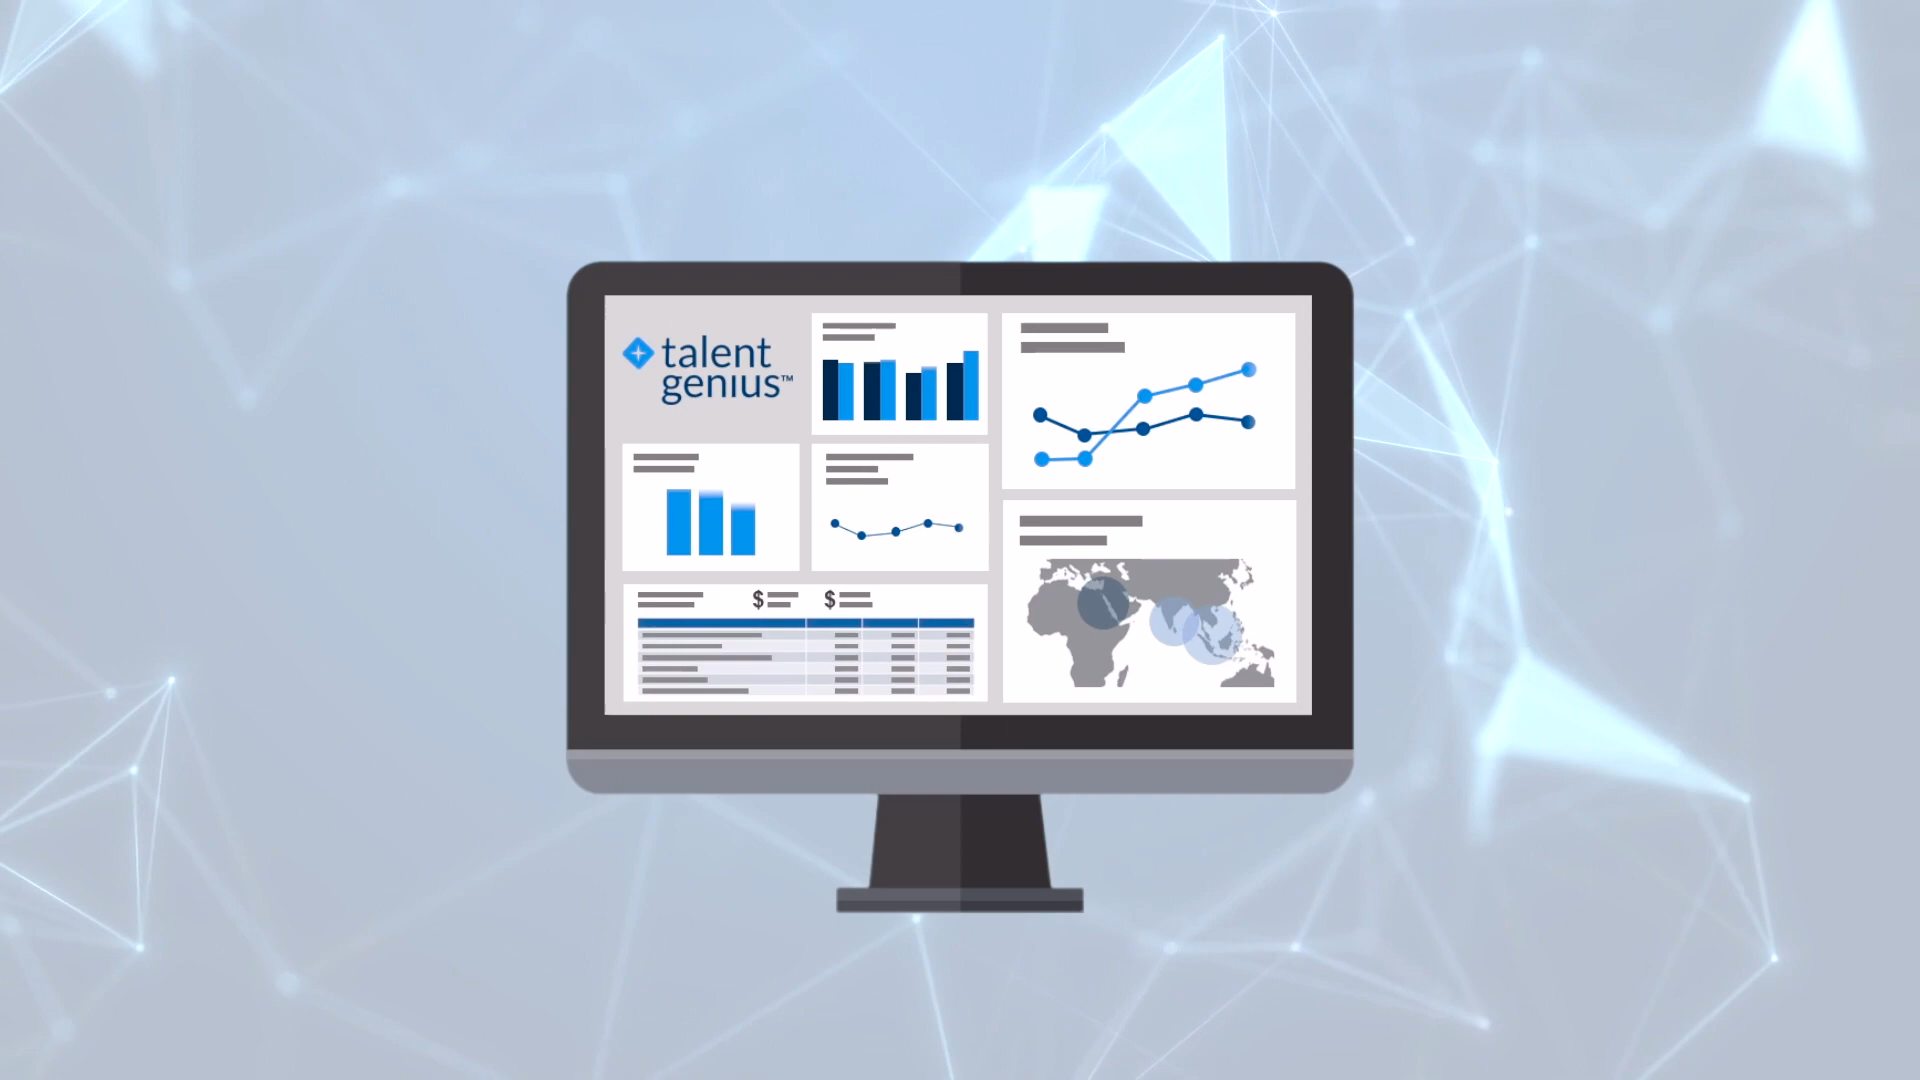 talent
genius™
$ $